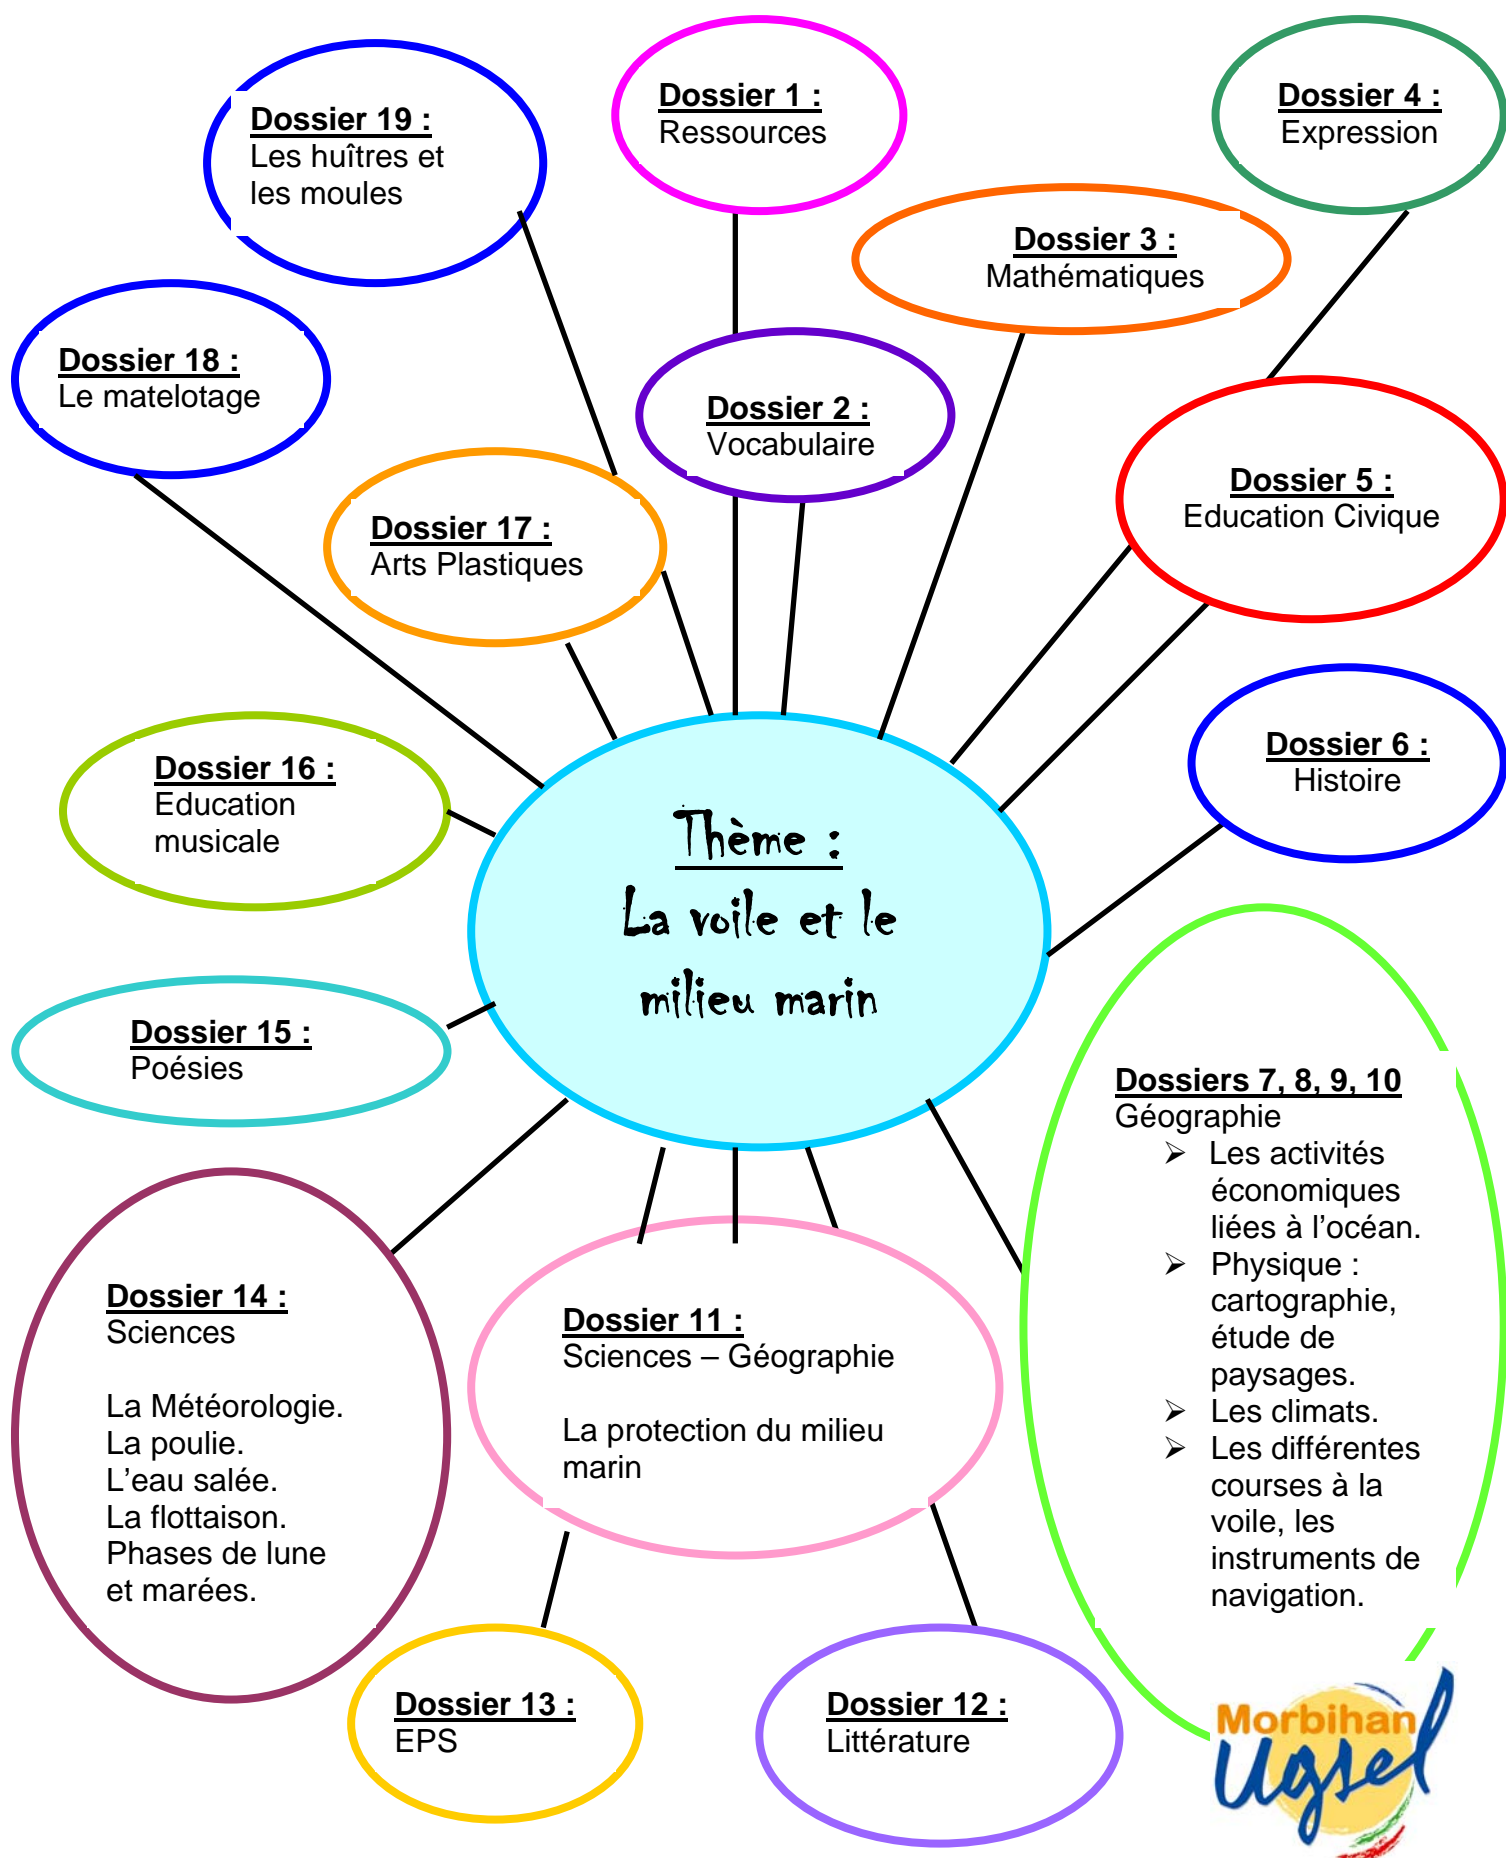 Dossier 1 :
Ressources
Dossier 4 :
Expression
Dossier 19 :
Les huîtres et
les moules
Dossier 3 :
Mathématiques
Dossier 18 :
Le matelotage
Dossier 2 :
Vocabulaire
Dossier 5 :
Education Civique
Dossier 17 :
Arts Plastiques
Dossier 6 :
Histoire
Dossier 16 :
Education
musicale
Thème :
La voile et le
milieu marin
Dossier 15 :
Poésies
Dossiers 7, 8, 9, 10
Géographie
➢ Les activités
économiques
liées à l’océan.
➢ Physique :
cartographie,
étude de
paysages.
➢ Les climats.
➢ Les différentes
courses à la
voile, les
instruments de
navigation.
Dossier 14 :
Sciences
La Météorologie.
La poulie.
L’eau salée.
La flottaison.
Phases de lune
et marées.
Dossier 11 :
Sciences – Géographie
La protection du milieu
marin
Dossier 13 :
EPS
Dossier 12 :
Littérature
Morbihan
Ugsel